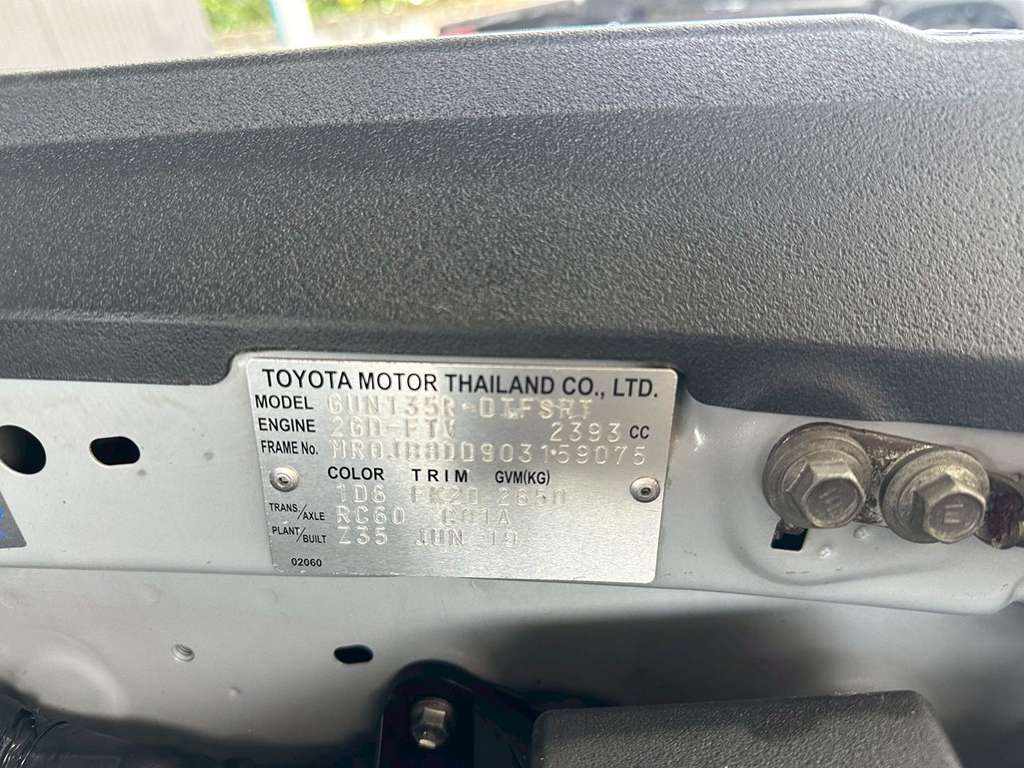 TOYOTA MOTOR THAILAND CO., LTD.
MODEL GUN135R-DTFSHT
ENGINE 2GD-FTV 2393 CC
FRAME No. MR0JB8DD903159075
COLOR TRIM GVM(KG)
1D6 FK20 2650
TRANS./AXLE RC60 C01A
PLANT/BUILT Z35 JUN 19
02060